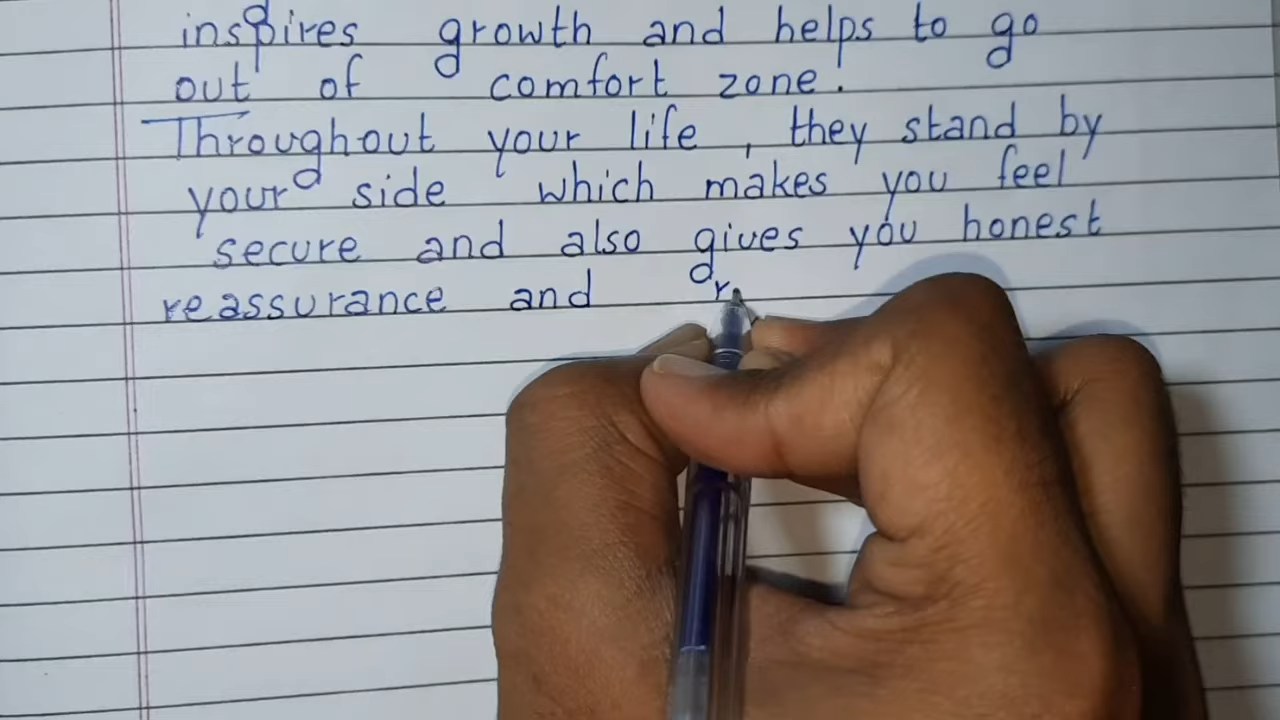 inspires growth and helps to go
out of comfort zone.
Throughout your life, they stand by
your side which makes you feel
secure and also gives you honest
reassurance and r